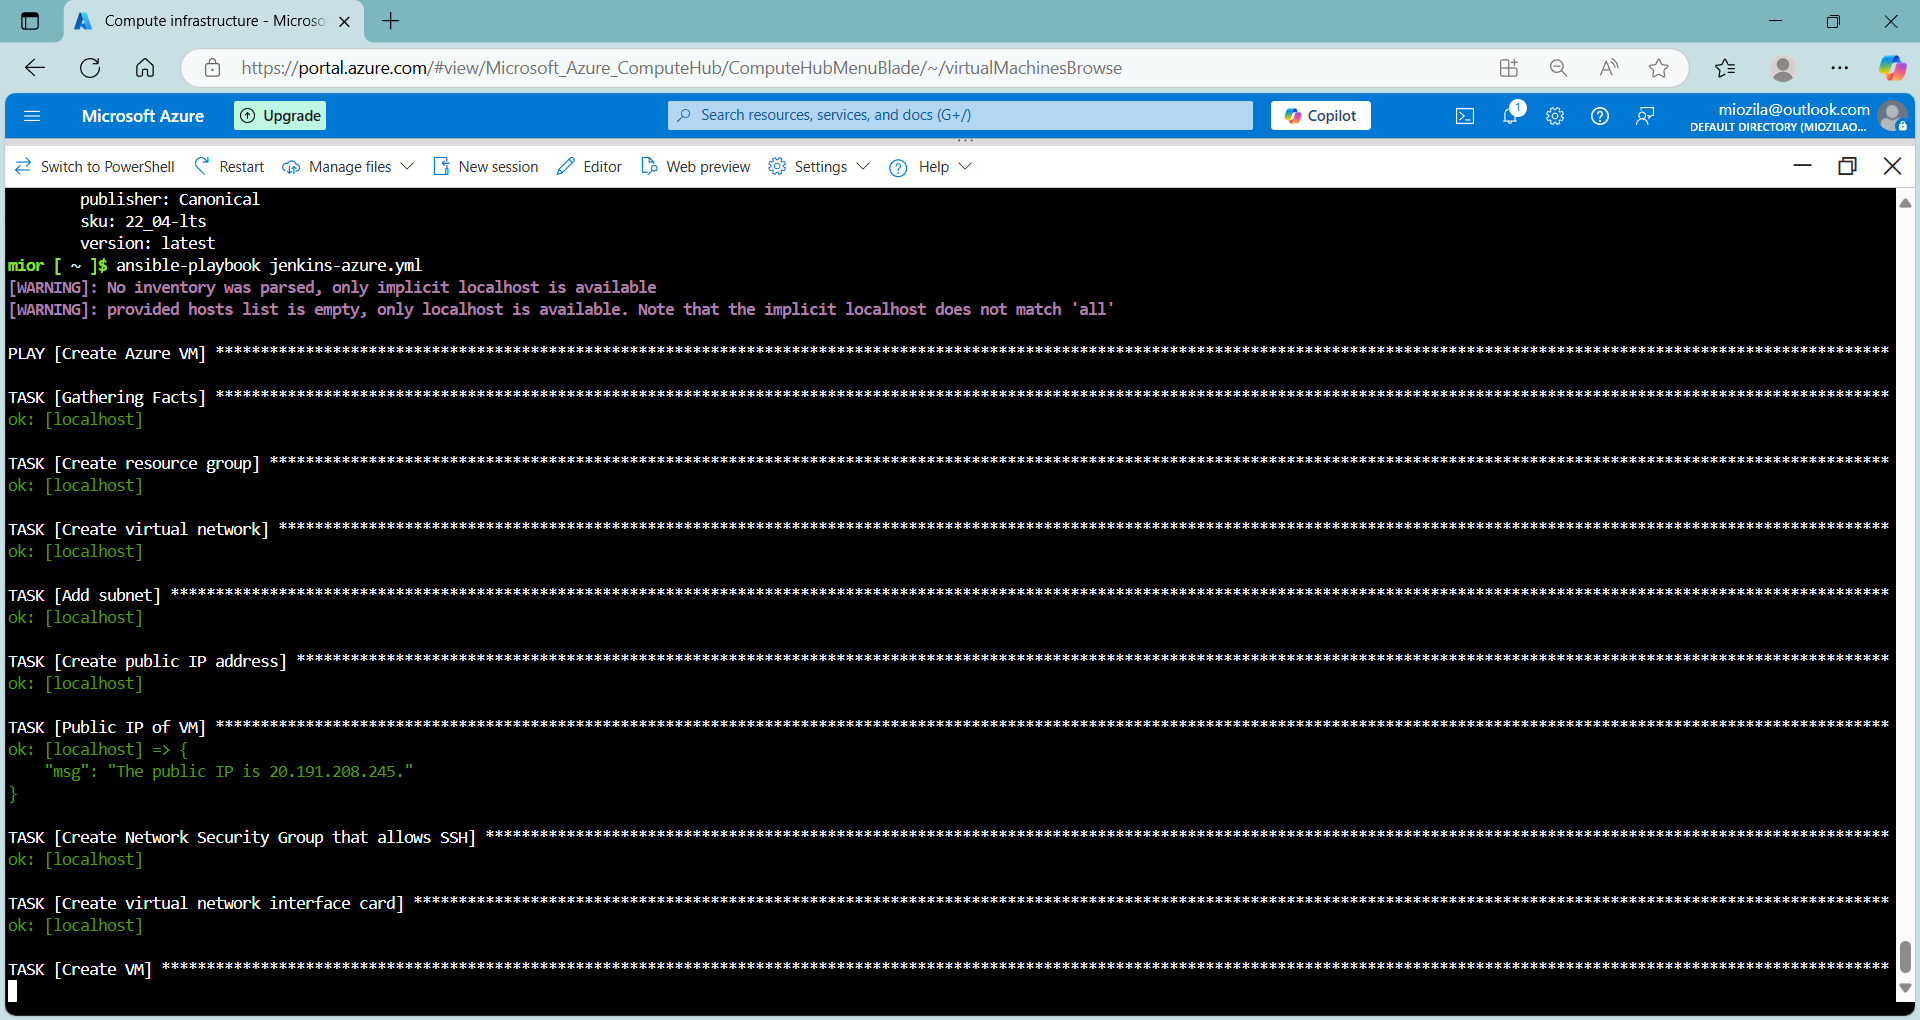 Compute infrastructure - Microso
https://portal.azure.com/#view/Microsoft_Azure_ComputeHub/ComputeHubMenuBlade/~/virtualMachinesBrowse
Microsoft Azure
Upgrade
Search resources, services, and docs (G+/)
Copilot
1
miozila@outlook.com
DEFAULT DIRECTORY (MIOZILAO...
Switch to PowerShell
Restart
Manage files
New session
Editor
Web preview
Settings
Help
publisher: Canonical
sku: 22_04-lts
version: latest
mior [ ~ ]$ ansible-playbook jenkins-azure.yml
[WARNING]: No inventory was parsed, only implicit localhost is available
[WARNING]: provided hosts list is empty, only localhost is available. Note that the implicit localhost does not match 'all'
PLAY [Create Azure VM] ******************************************************************************************************************************************************************************************
TASK [Gathering Facts] ******************************************************************************************************************************************************************************************
ok: [localhost]
TASK [Create resource group] ************************************************************************************************************************************************************************************
ok: [localhost]
TASK [Create virtual network] ***********************************************************************************************************************************************************************************
ok: [localhost]
TASK [Add subnet] ***********************************************************************************************************************************************************************************************
ok: [localhost]
TASK [Create public IP address] *********************************************************************************************************************************************************************************
ok: [localhost]
TASK [Public IP of VM] ******************************************************************************************************************************************************************************************
ok: [localhost] => {
"msg": "The public IP is 20.191.208.245."
}
TASK [Create Network Security Group that allows SSH] ************************************************************************************************************************************************************
ok: [localhost]
TASK [Create virtual network interface card] ********************************************************************************************************************************************************************
ok: [localhost]
TASK [Create VM] ************************************************************************************************************************************************************************************************